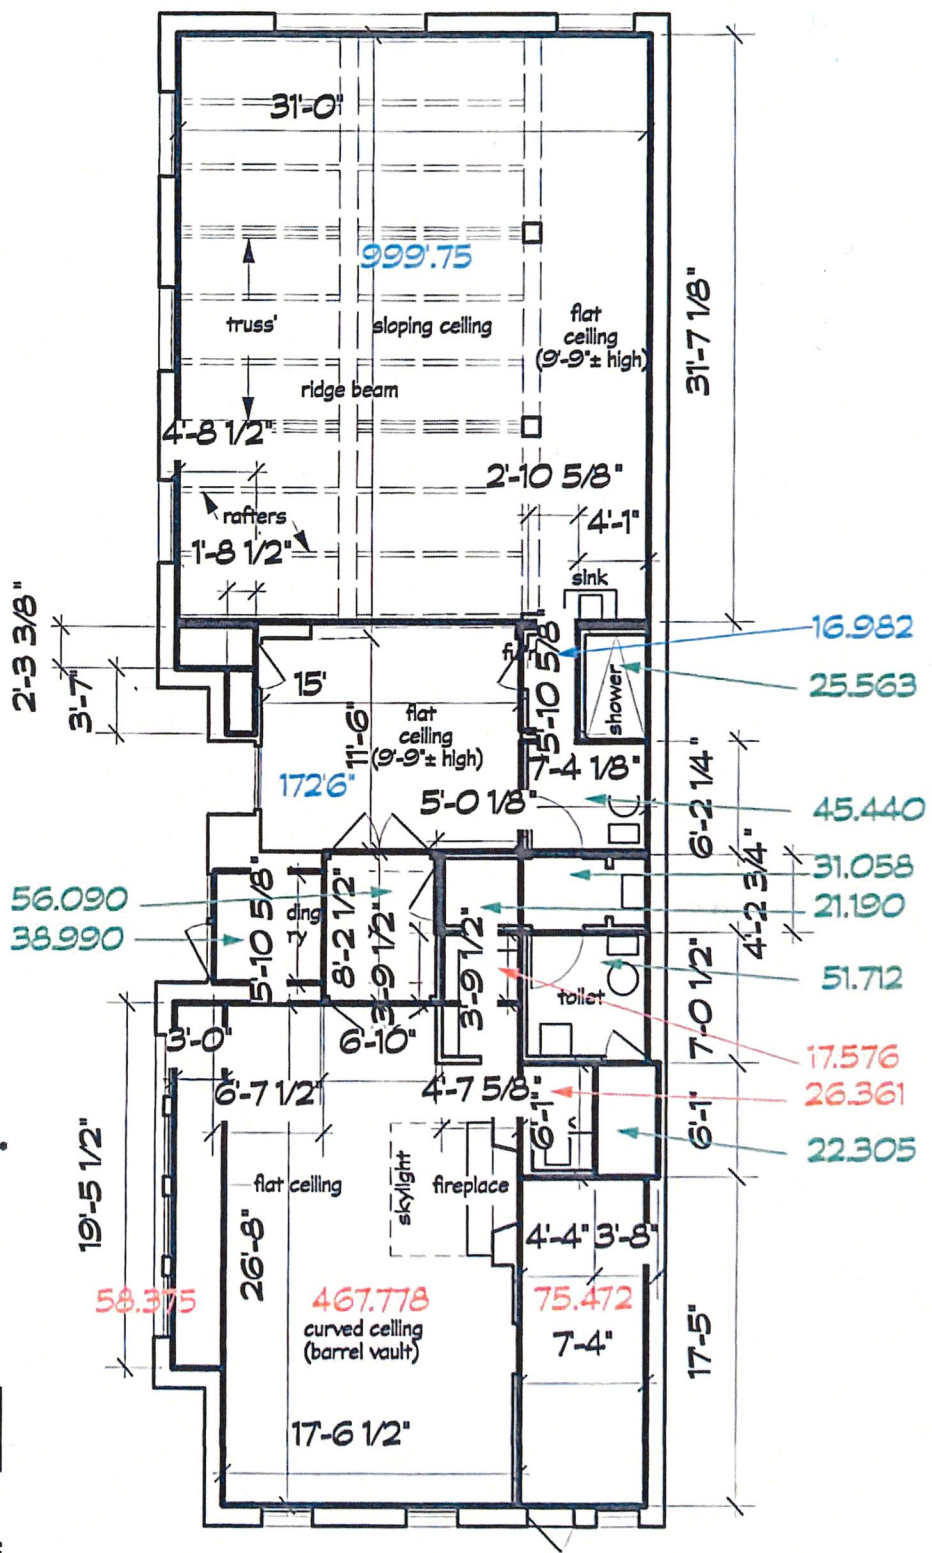 31'-0"
999'.75
truss'
sloping ceiling
flat
ceiling
(9'-9"± high)
31'-7 1/8"
ridge beam
4'-8 1/2"
2'-10 5/8"
rafters
4'-1"
1'-8 1/2"
sink
2'-3 3/8"
16.982
5'-10 5/8"
shower
25.563
3'-7"
15'
11'-6"
flat
ceiling
(9'-9"± high)
7'-4 1/8"
6'-2 1/4"
172'6"
5'-0 1/8"
45.440
4'-2 3/4"
31.058
56.090
21.190
38.990
5'-10 5/8"
ding
8'-2 1/2"
3'-9 1/2"
3'-9 1/2"
51.712
toilet
7'-0 1/2"
3'-0"
6'-10"
17.576
6'-7 1/2"
4'-7 5/8"
26.361
6'-1"
6'-1"
22.305
19'-5 1/2"
flat ceiling
skylight
fireplace
26'-8"
4'-4"
3'-8"
58.375
467.778
75.472
curved ceiling
(barrel vault)
7'-4"
17'-5"
17'-6 1/2"